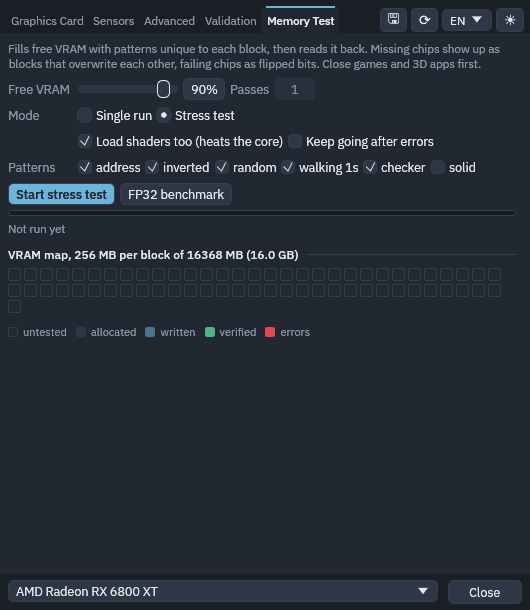 Graphics Card Sensors Advanced Validation Memory Test EN
Fills free VRAM with patterns unique to each block, then reads it back. Missing chips show up as
blocks that overwrite each other, failing chips as flipped bits. Close games and 3D apps first.
Free VRAM 90% Passes 1
Mode Single run Stress test
Load shaders too (heats the core) Keep going after errors
Patterns address inverted random walking 1s checker solid
Start stress test FP32 benchmark
Not run yet
VRAM map, 256 MB per block of 16368 MB (16.0 GB)
untested allocated written verified errors
AMD Radeon RX 6800 XT Close